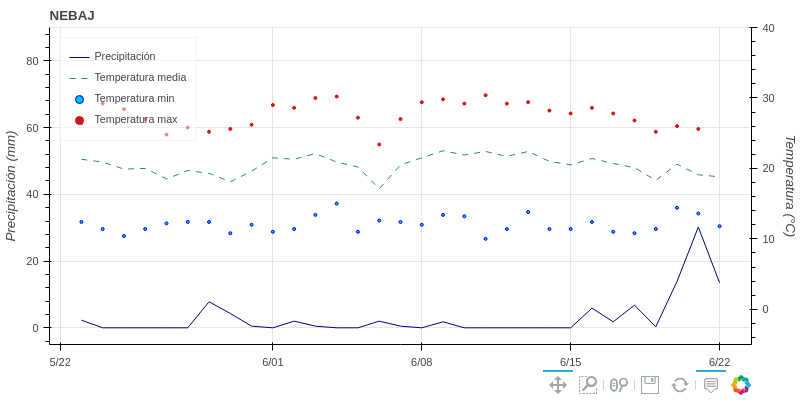 NEBAJ
Precipitación
Temperatura media
Temperatura min
Temperatura max
Precipitación (mm)
80
60
40
20
0
Temperatura (°C)
40
30
20
10
0
5/22
6/01
6/08
6/15
6/22